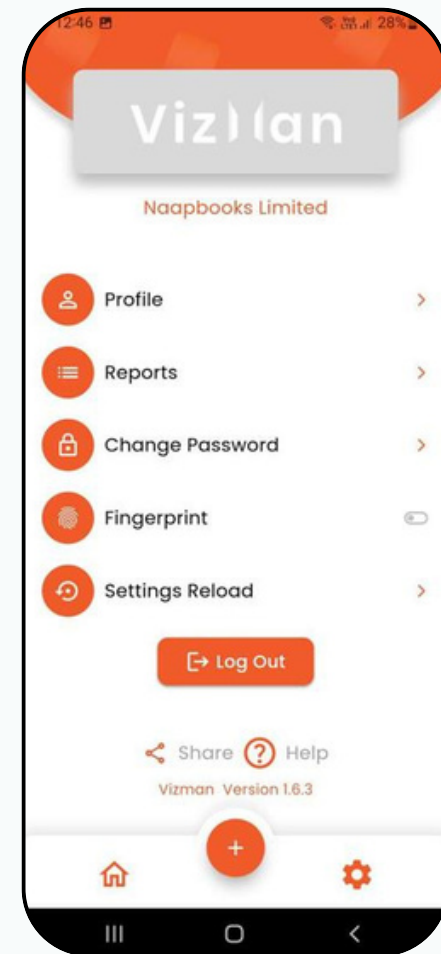 12:46 28%
VizMan
Naapbooks Limited
Profile
Reports
Change Password
Fingerprint
Settings Reload
Log Out
Share Help
Vizman Version 1.6.3